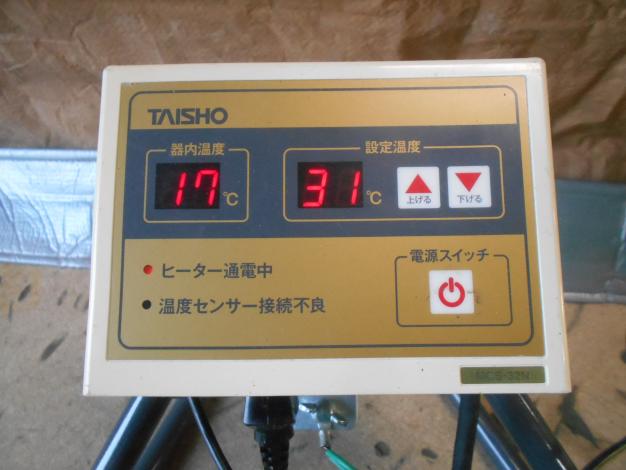 TAISHO
器内温度
17 ℃
設定温度
31 ℃
上げる
下げる
ヒーター通電中
温度センサー接続不良
電源スイッチ